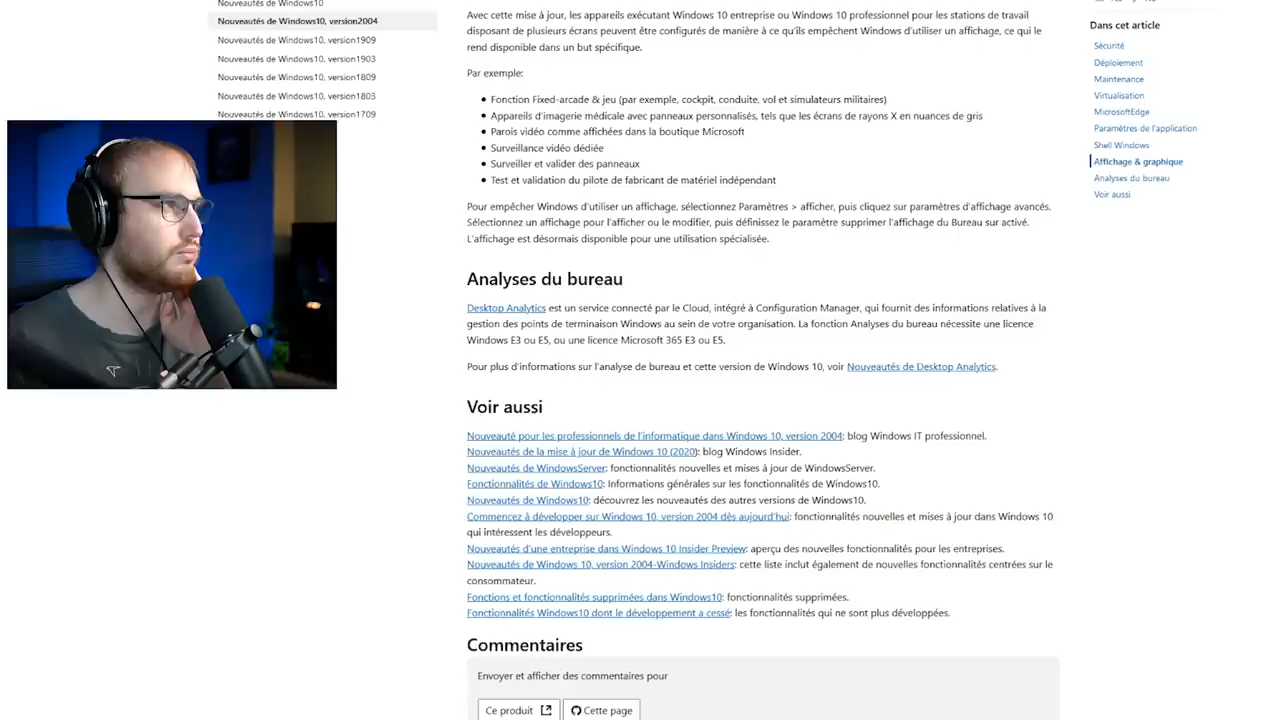 Nouveautés de Windows10
Nouveautés de Windows10, version2004
Nouveautés de Windows10, version1909
Nouveautés de Windows10, version1903
Nouveautés de Windows10, version1809
Nouveautés de Windows10, version1803
Nouveautés de Windows10, version1709
Avec cette mise à jour, les appareils exécutant Windows 10 entreprise ou Windows 10 professionnel pour les stations de travail
disposant de plusieurs écrans peuvent être configurés de manière à ce qu'ils empêchent Windows d'utiliser un affichage, ce qui le
rend disponible dans un but spécifique.
Par exemple:
Fonction Fixed-arcade & jeu (par exemple, cockpit, conduite, vol et simulateurs militaires)
Appareils d'imagerie médicale avec panneaux personnalisés, tels que les écrans de rayons X en nuances de gris
Parois vidéo comme affichées dans la boutique Microsoft
Surveillance vidéo dédiée
Surveiller et valider des panneaux
Test et validation du pilote de fabricant de matériel indépendant
Pour empêcher Windows d'utiliser un affichage, sélectionnez Paramètres > afficher, puis cliquez sur paramètres d'affichage avancés.
Sélectionnez un affichage pour l'afficher ou le modifier, puis définissez le paramètre supprimer l'affichage du Bureau sur activé.
L'affichage est désormais disponible pour une utilisation spécialisée.
Analyses du bureau
Desktop Analytics est un service connecté par le Cloud, intégré à Configuration Manager, qui fournit des informations relatives à la
gestion des points de terminaison Windows au sein de votre organisation. La fonction Analyses du bureau nécessite une licence
Windows E3 ou E5, ou une licence Microsoft 365 E3 ou E5.
Pour plus d'informations sur l'analyse de bureau et cette version de Windows 10, voir Nouveautés de Desktop Analytics.
Voir aussi
Nouveauté pour les professionnels de l'informatique dans Windows 10, version 2004: blog Windows IT professionnel.
Nouveautés de la mise à jour de Windows 10 (2020): blog Windows Insider.
Nouveautés de WindowsServer: fonctionnalités nouvelles et mises à jour de WindowsServer.
Fonctionnalités de Windows10: Informations générales sur les fonctionnalités de Windows10.
Nouveautés de Windows10: découvrez les nouveautés des autres versions de Windows10.
Commencez à développer sur Windows 10, version 2004 dès aujourd'hui: fonctionnalités nouvelles et mises à jour dans Windows 10
qui intéressent les développeurs.
Nouveautés d'une entreprise dans Windows 10 Insider Preview: aperçu des nouvelles fonctionnalités pour les entreprises.
Nouveautés de Windows 10, version 2004-Windows Insiders: cette liste inclut également de nouvelles fonctionnalités centrées sur le
consommateur.
Fonctions et fonctionnalités supprimées dans Windows10: fonctionnalités supprimées.
Fonctionnalités Windows10 dont le développement a cessé: les fonctionnalités qui ne sont plus développées.
Commentaires
Envoyer et afficher des commentaires pour
Ce produit
Cette page
Dans cet article
Sécurité
Déploiement
Maintenance
Virtualisation
MicrosoftEdge
Paramètres de l'application
Shell Windows
Affichage & graphique
Analyses du bureau
Voir aussi